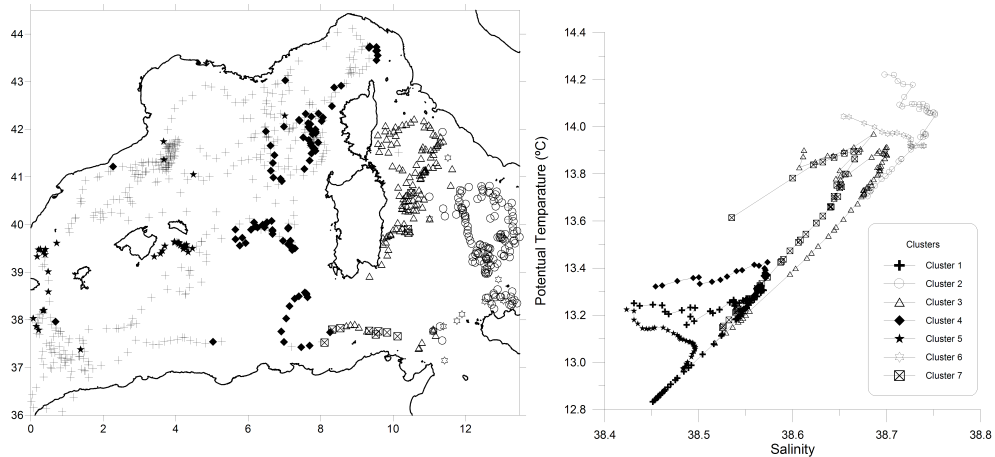 44
43
42
41
40
39
38
37
36
0 2 4 6 8 10 12
Potentual Temparature (ºC)
14.4
14.2
14.0
13.8
13.6
13.4
13.2
13.0
12.8
38.4 38.5 38.6 38.7 38.8
Salinity
Clusters
Cluster 1
Cluster 2
Cluster 3
Cluster 4
Cluster 5
Cluster 6
Cluster 7